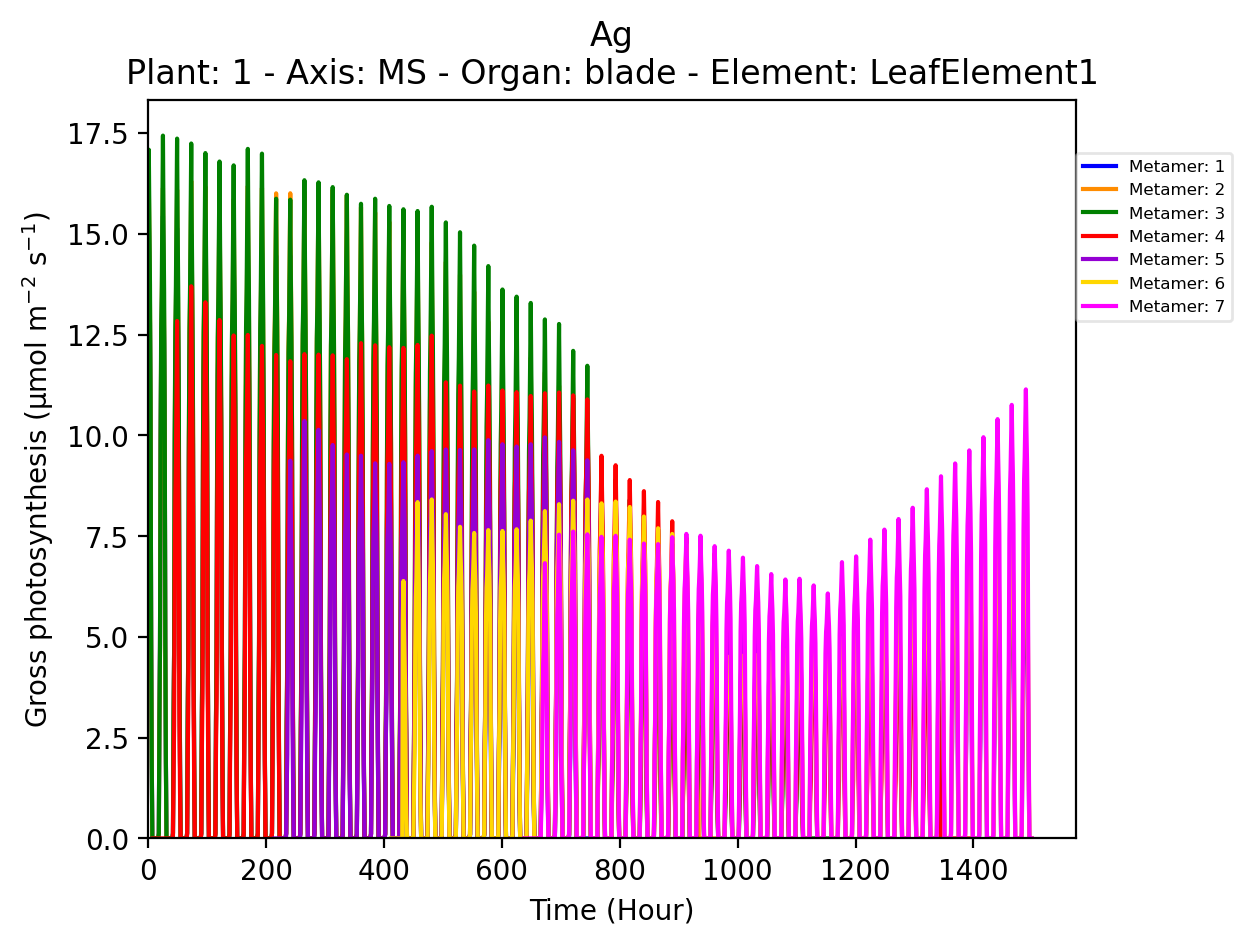 Ag
Plant: 1 - Axis: MS - Organ: blade - Element: LeafElement1
Gross photosynthesis (µmol m⁻² s⁻¹)
17.5
15.0
12.5
10.0
7.5
5.0
2.5
0.0
0 200 400 600 800 1000 1200 1400
Time (Hour)
Metamer: 1
Metamer: 2
Metamer: 3
Metamer: 4
Metamer: 5
Metamer: 6
Metamer: 7